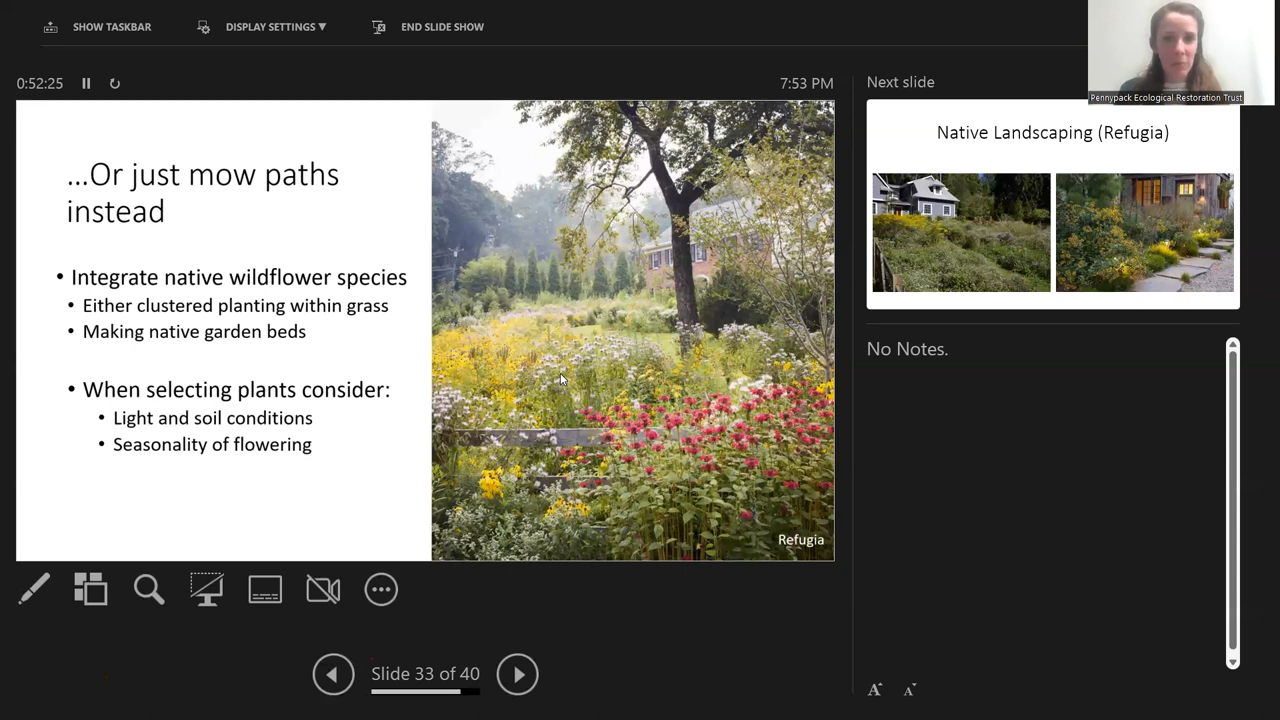 SHOW TASKBAR
DISPLAY SETTINGS ▼
END SLIDE SHOW
0:52:25
7:53 PM
Next slide
Pennypack Ecological Restoration Trust
...Or just mow paths
instead
• Integrate native wildflower species
• Either clustered planting within grass
• Making native garden beds
• When selecting plants consider:
• Light and soil conditions
• Seasonality of flowering
Refugia
Native Landscaping (Refugia)
No Notes.
Slide 33 of 40
A
A